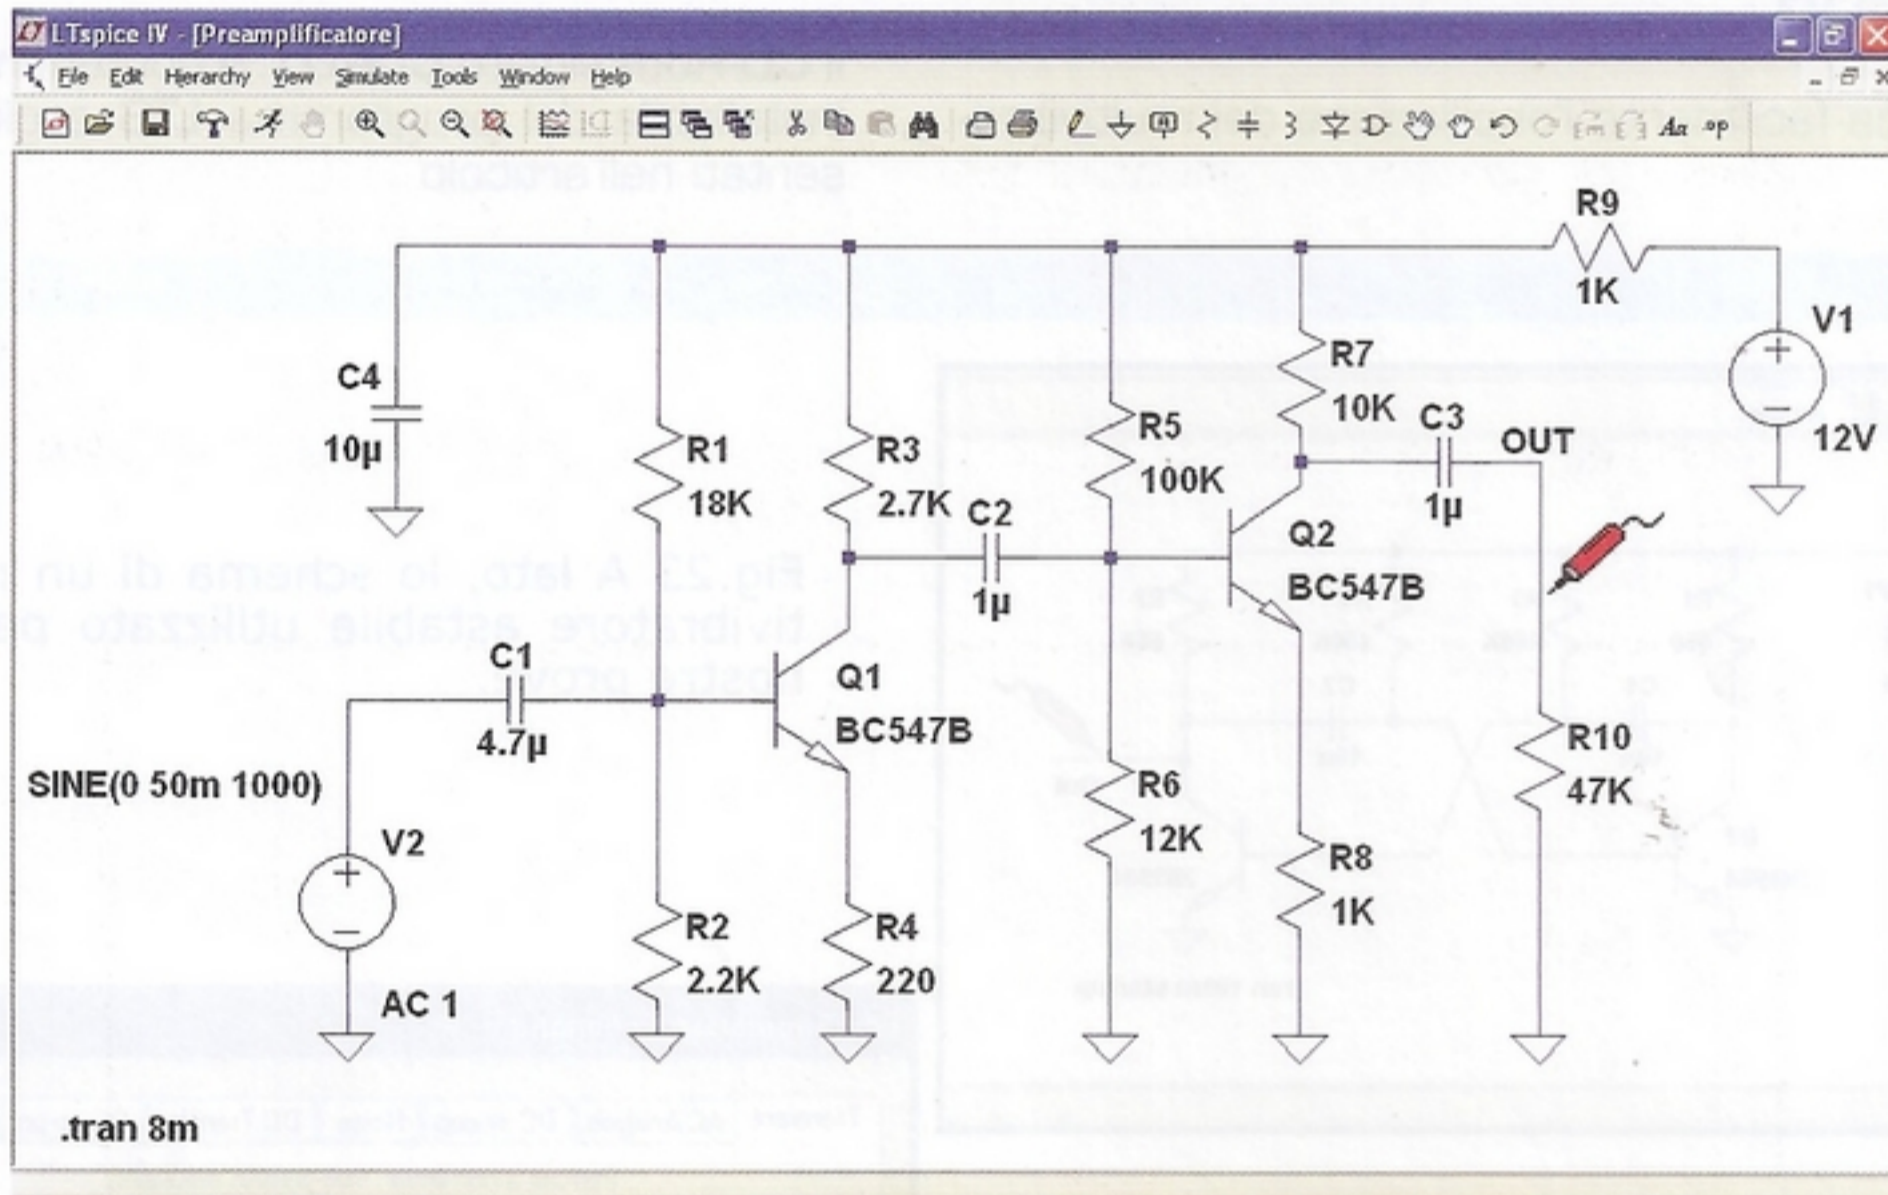 LTspice IV - [Preamplificatore]
File Edit Hierarchy View Simulate Tools Window Help
R9
1K
V1
12V
C4
10µ
R1
18K
R3
2.7K
C2
1µ
R5
100K
R7
10K
C3
1µ
OUT
Q2
BC547B
C1
4.7µ
Q1
BC547B
SINE(0 50m 1000)
V2
AC 1
R2
2.2K
R4
220
R6
12K
R8
1K
R10
47K
.tran 8m
sentati nell'articolo
Fig.23 A lato, lo schema di un
tivibratore astabile utilizzato
nostre prove.